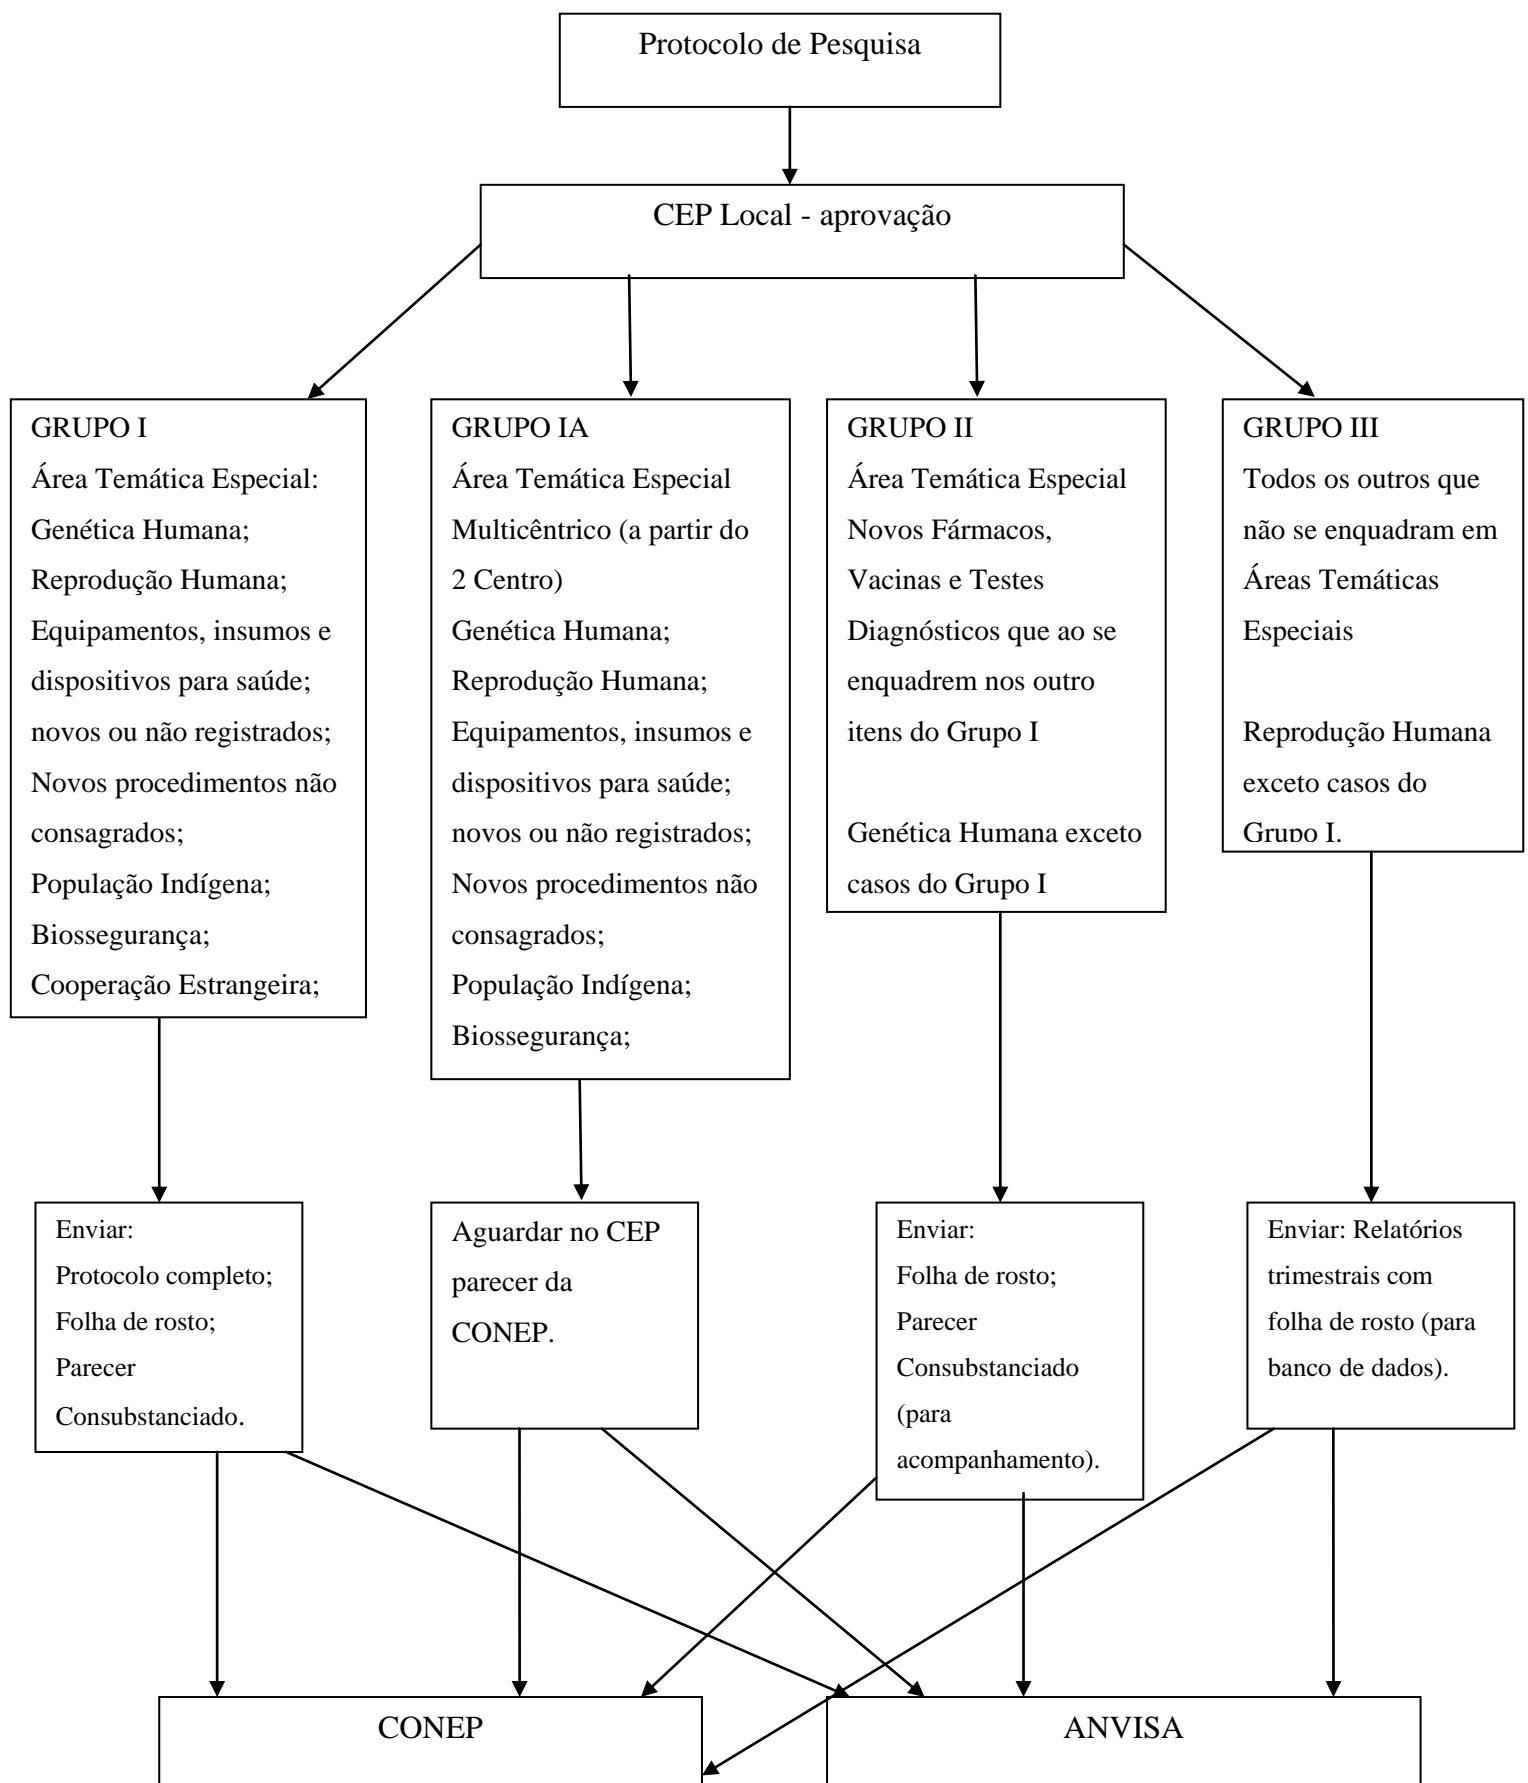 Protocolo de Pesquisa
CEP Local - aprovação
GRUPO I
Área Temática Especial:
Genética Humana;
Reprodução Humana;
Equipamentos, insumos e
dispositivos para saúde;
novos ou não registrados;
Novos procedimentos não
consagrados;
População Indígena;
Biossegurança;
Cooperação Estrangeira;
GRUPO IA
Área Temática Especial
Multicêntrico (a partir do
2 Centro)
Genética Humana;
Reprodução Humana;
Equipamentos, insumos e
dispositivos para saúde;
novos ou não registrados;
Novos procedimentos não
consagrados;
População Indígena;
Biossegurança;
GRUPO II
Área Temática Especial
Novos Fármacos,
Vacinas e Testes
Diagnósticos que ao se
enquadrem nos outro
itens do Grupo I
Genética Humana exceto
casos do Grupo I
GRUPO III
Todos os outros que
não se enquadram em
Áreas Temáticas
Especiais
Reprodução Humana
exceto casos do
Grupo I.
Enviar:
Protocolo completo;
Folha de rosto;
Parecer
Consubstanciado.
Aguardar no CEP
parecer da
CONEP.
Enviar:
Folha de rosto;
Parecer
Consubstanciado
(para
acompanhamento).
Enviar: Relatórios
trimestrais com
folha de rosto (para
banco de dados).
CONEP
ANVISA